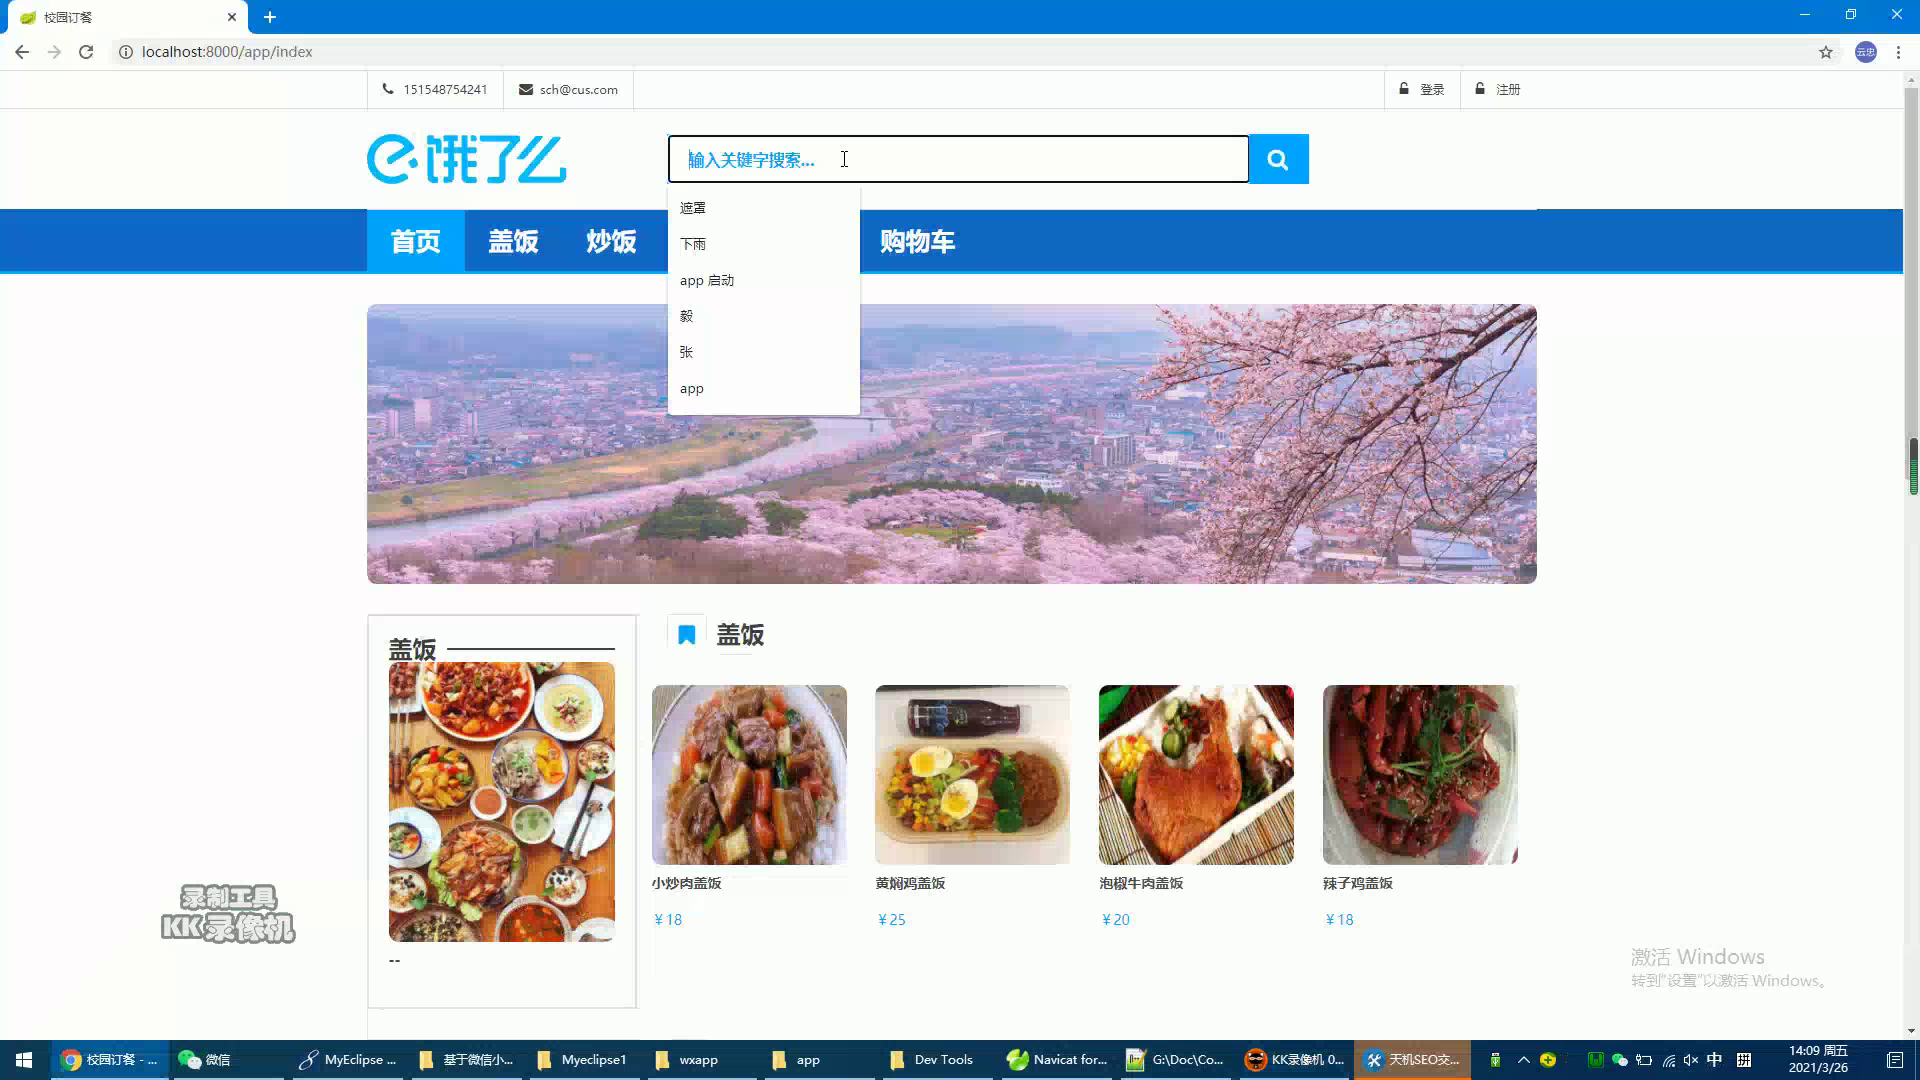 校园订餐
localhost:8000/app/index
云忠
151548754241
sch@cus.com
登录
注册
饿了么
输入关键字搜索...
遮罩
下雨
app 启动
毅
张
app
首页
盖饭
炒饭
购物车
盖饭
--
盖饭
小炒肉盖饭
黄焖鸡盖饭
泡椒牛肉盖饭
辣子鸡盖饭
¥18
¥25
¥20
¥18
录制工具
KK录像机
激活 Windows
转到"设置"以激活 Windows。
校园订餐 - ...
微信
MyEclipse ...
基于微信小...
Myeclipse1
wxapp
app
Dev Tools
Navicat for...
G:\Doc\Co...
KK录像机 0...
天机SEO交...
中
拼
14:09 周五
2021/3/26